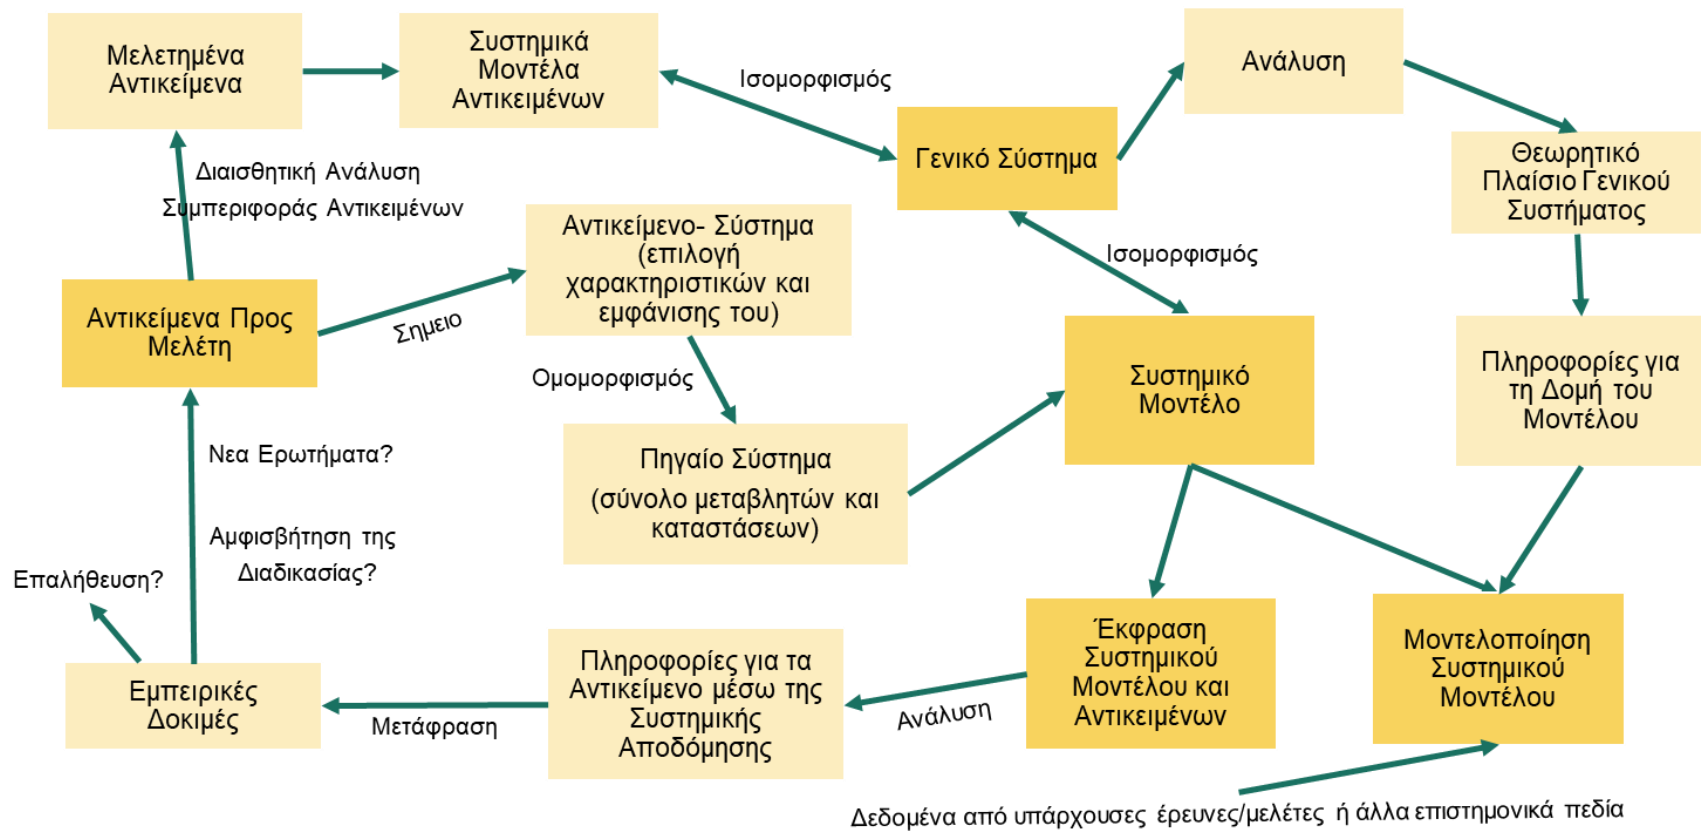 Μελετημένα
Αντικείμενα
Συστημικά
Μοντέλα
Αντικειμένων
Ισομορφισμός
Ανάλυση
Γενικό Σύστημα
Θεωρητικό
Πλαίσιο Γενικού
Συστήματος
Διαισθητική Ανάλυση
Συμπεριφοράς Αντικειμένων
Αντικείμενο- Σύστημα
(επιλογή
χαρακτηριστικών και
εμφάνισης του)
Ισομορφισμός
Αντικείμενα Προς
Μελέτη
Σημειο
Ομομορφισμός
Συστημικό
Μοντέλο
Πληροφορίες για
τη Δομή του
Μοντέλου
Νεα Ερωτήματα?
Πηγαίο Σύστημα
(σύνολο μεταβλητών και
καταστάσεων)
Αμφισβήτηση της
Διαδικασίας?
Επαλήθευση?
Εμπειρικές
Δοκιμές
Μετάφραση
Πληροφορίες για τα
Αντικείμενο μέσω της
Συστημικής
Αποδόμησης
Ανάλυση
Έκφραση
Συστημικού
Μοντέλου και
Αντικειμένων
Μοντελοποίηση
Συστημικού
Μοντέλου
Δεδομένα από υπάρχουσες έρευνες/μελέτες ή άλλα επιστημονικά πεδία